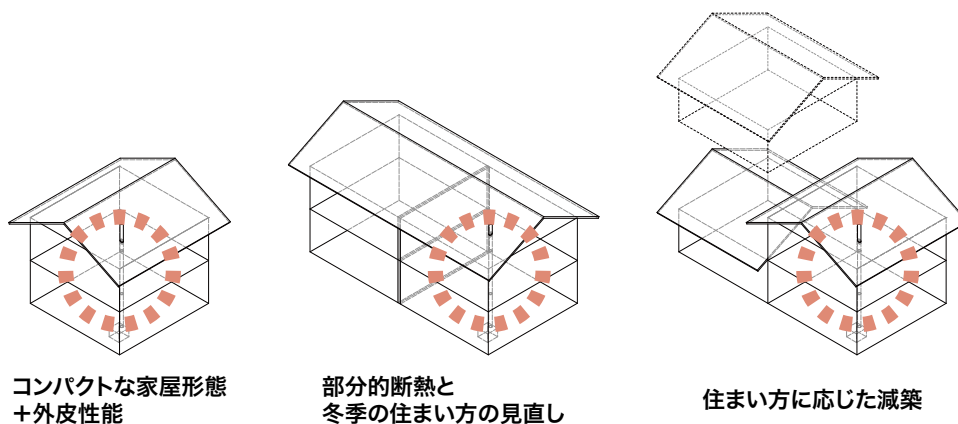 コンパクトな家屋形態
＋外皮性能
部分的断熱と
冬季の住まい方の見直し
住まい方に応じた減築